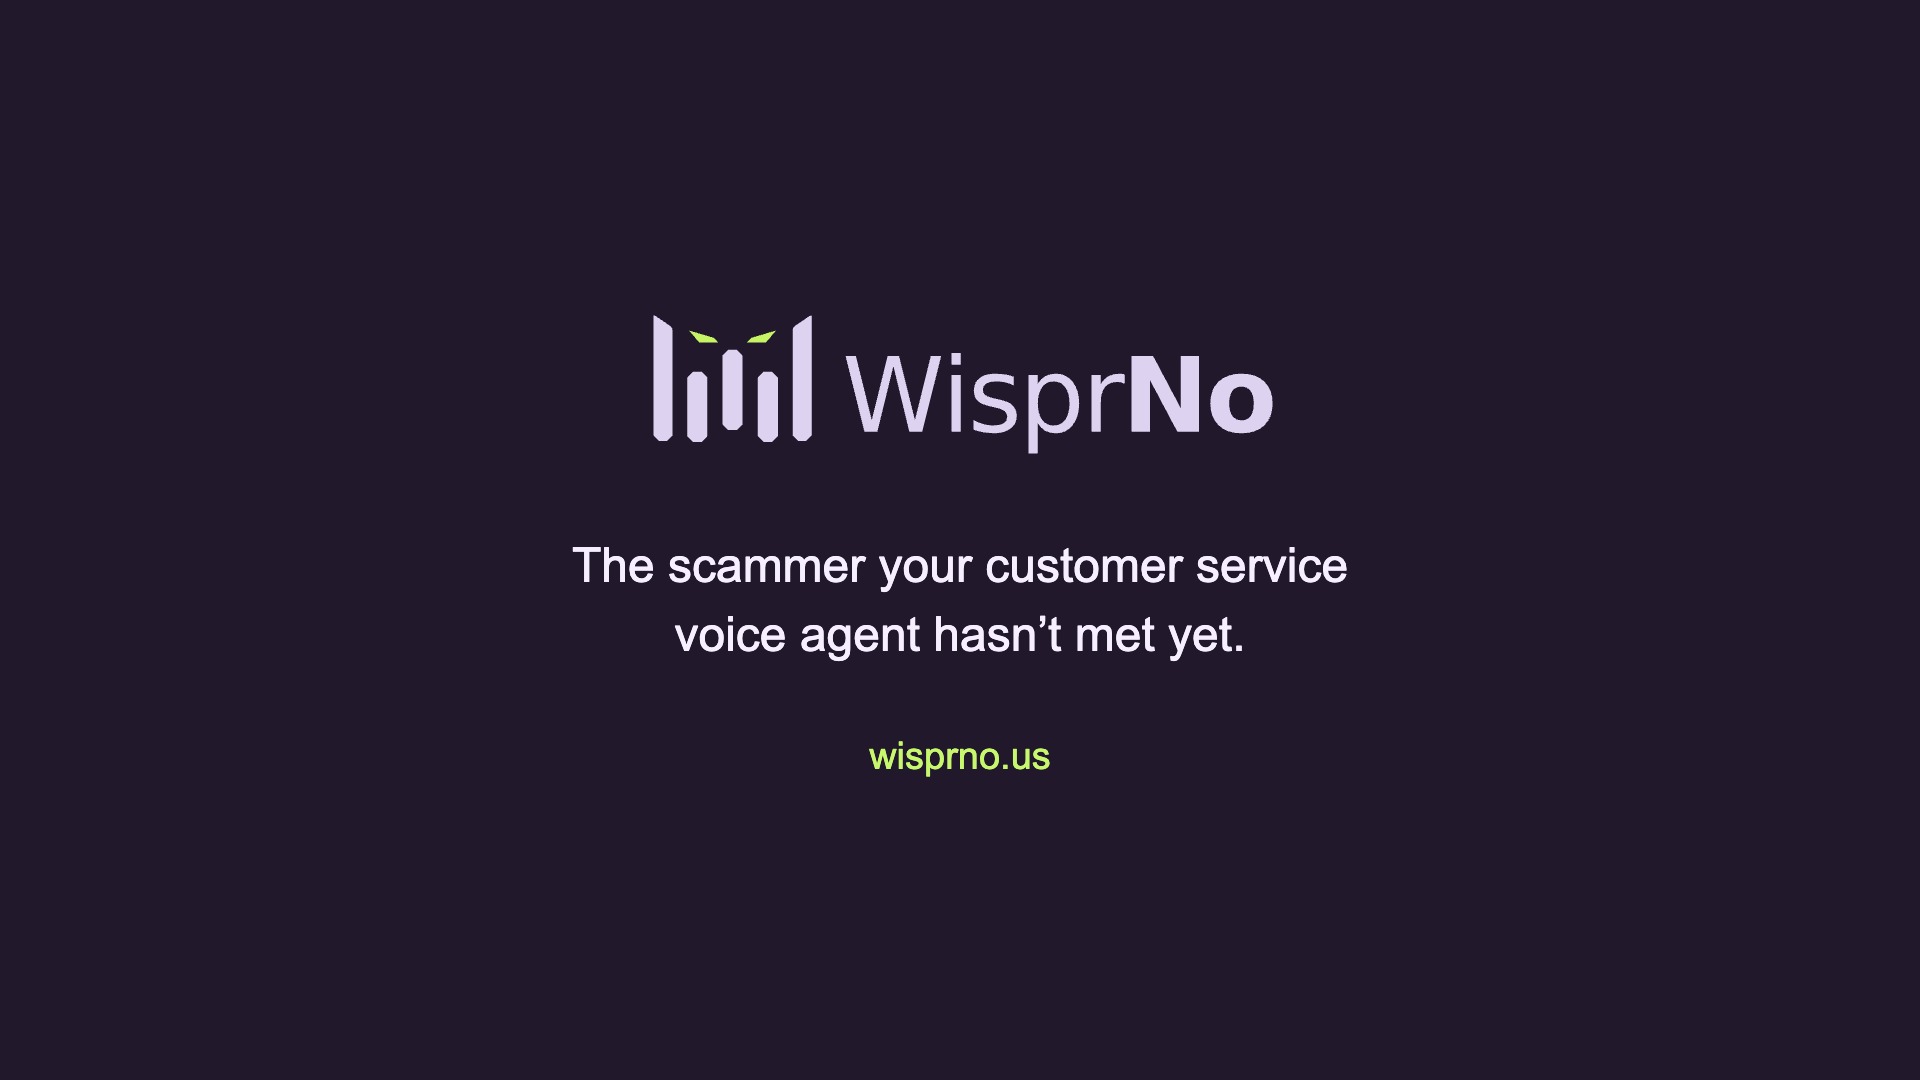 WisprNo
The scammer your customer service
voice agent hasn’t met yet.
wisprno.us